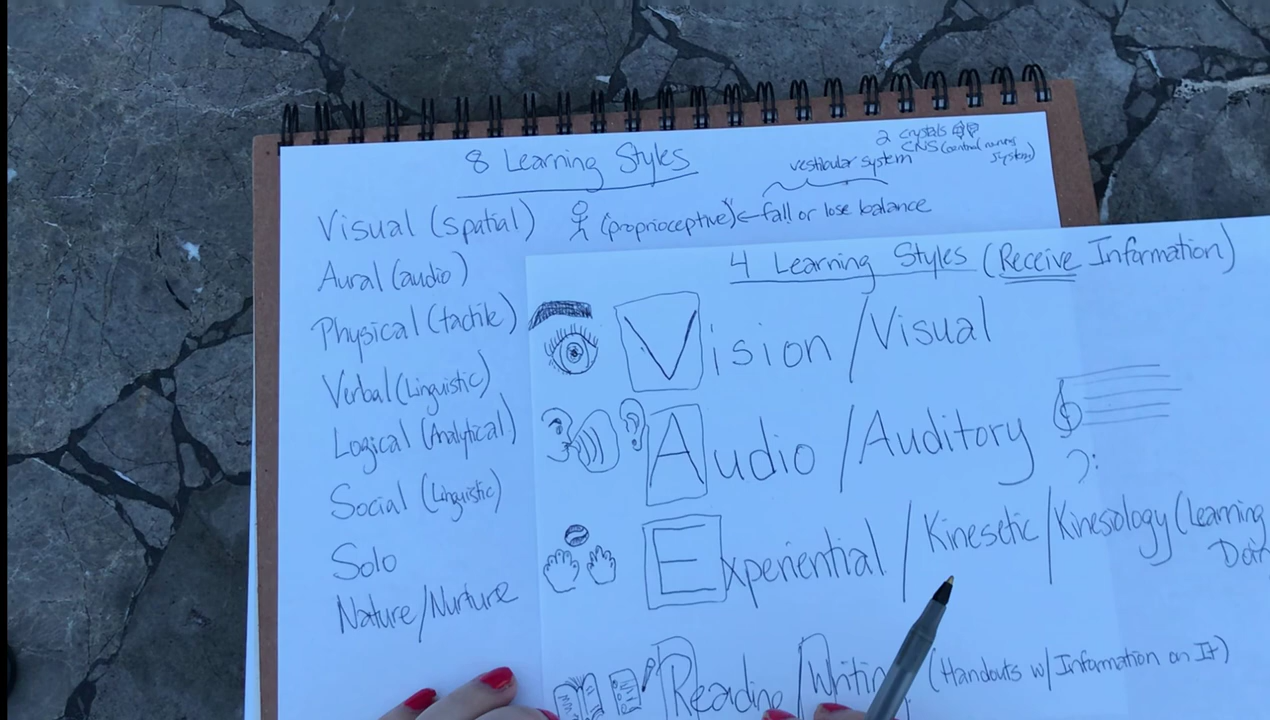 8 Learning Styles
2 crystals
CNS (central nervous system)
vestibular system
Visual (spatial) (proprioceptive) fall or lose balance
Aural (audio)
Physical (tactile)
Verbal (Linguistic)
Logical (Analytical)
Social (Linguistic)
Solo
Nature/Nurture
4 Learning Styles (Receive Information)
Vision / Visual
Audio / Auditory
Experiential / Kinesetic / Kinesiology (Learning
Reading / Writing (Handouts w/ Information on It)